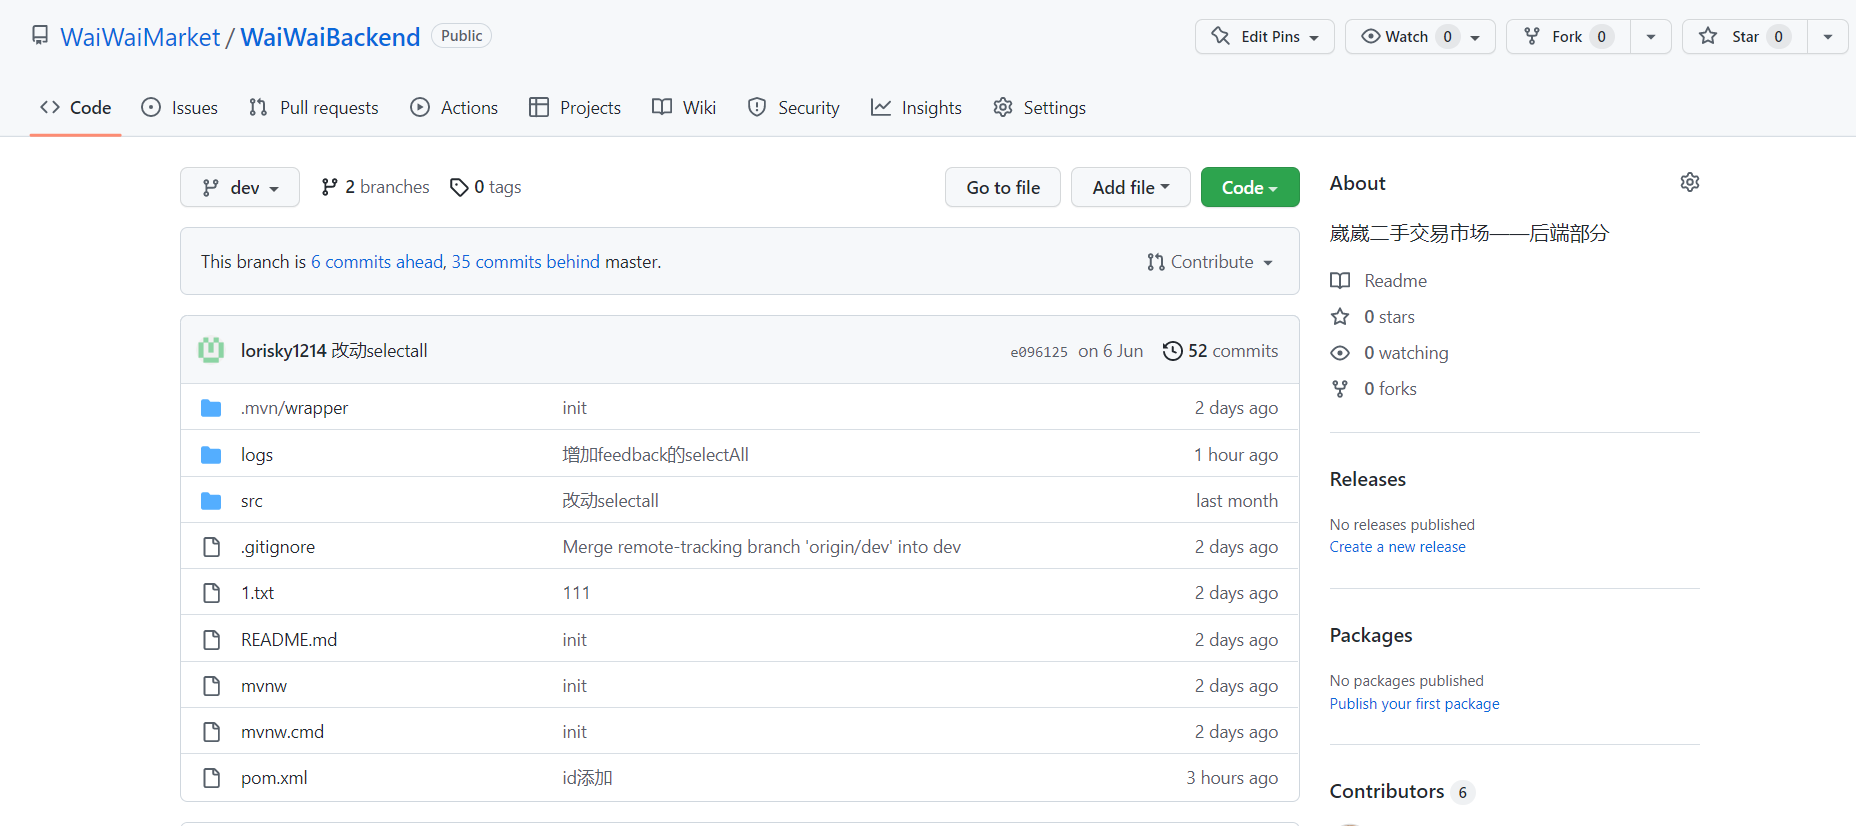 WaiWaiMarket / WaiWaiBackend Public
Edit Pins Watch 0 Fork 0 Star 0
Code Issues Pull requests Actions Projects Wiki Security Insights Settings
dev 2 branches 0 tags Go to file Add file Code
This branch is 6 commits ahead, 35 commits behind master. Contribute
lorisky1214 改动selectall e096125 on 6 Jun 52 commits
.mvn/wrapper init 2 days ago
logs 增加feedback的selectAll 1 hour ago
src 改动selectall last month
.gitignore Merge remote-tracking branch 'origin/dev' into dev 2 days ago
1.txt 111 2 days ago
README.md init 2 days ago
mvnw init 2 days ago
mvnw.cmd init 2 days ago
pom.xml id添加 3 hours ago
About
崴崴二手交易市场——后端部分
Readme
0 stars
0 watching
0 forks
Releases
No releases published
Create a new release
Packages
No packages published
Publish your first package
Contributors 6